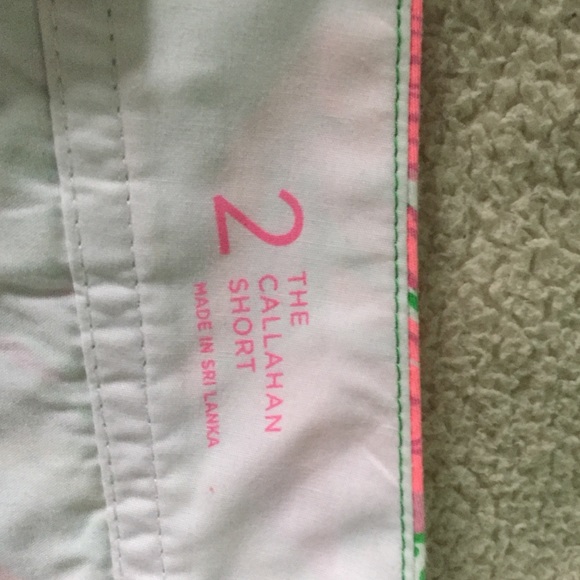 2
THE
CALLAHAN
SHORT
MADE IN SRI LANKA